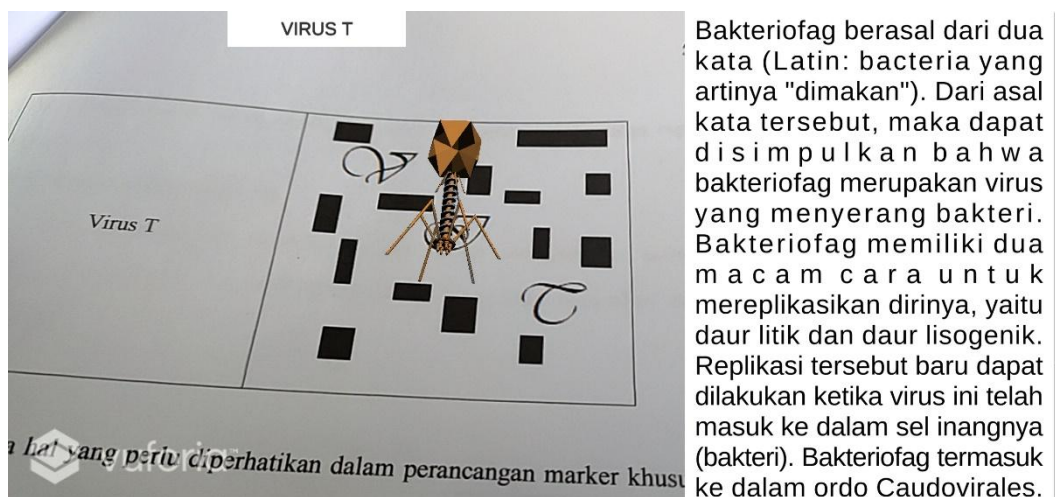 VIRUS T
Virus T
A
T
a hal yang perlu diperhatikan dalam perancangan marker khusu
vuforia
Bakteriofag berasal dari dua
kata (Latin: bacteria yang
artinya "dimakan"). Dari asal
kata tersebut, maka dapat
disimpulkan bahwa
bakteriofag merupakan virus
yang menyerang bakteri.
Bakteriofag memiliki dua
macam cara untuk
mereplikasikan dirinya, yaitu
daur litik dan daur lisogenik.
Replikasi tersebut baru dapat
dilakukan ketika virus ini telah
masuk ke dalam sel inangnya
(bakteri). Bakteriofag termasuk
ke dalam ordo Caudovirales.